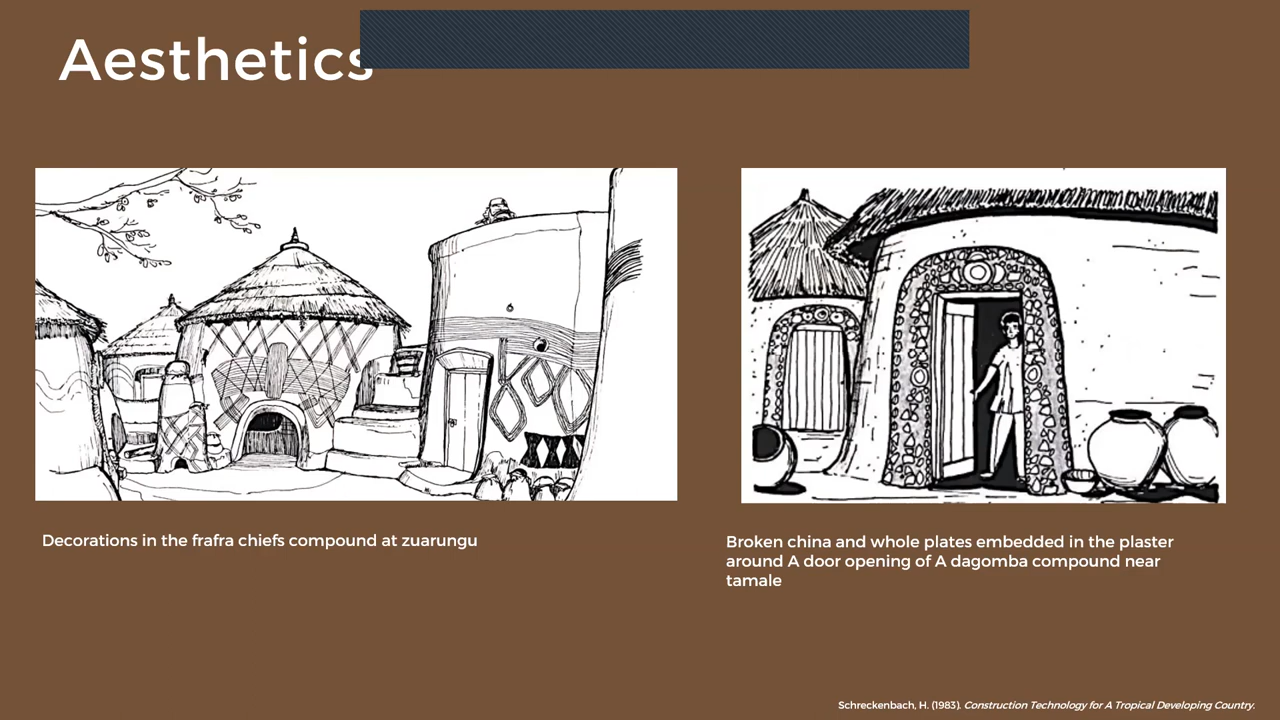 Aesthetics
Decorations in the frafra chiefs compound at zuarungu
Broken china and whole plates embedded in the plaster
around A door opening of A dagomba compound near
tamale
Schreckenbach, H. (1983). Construction Technology for A Tropical Developing Country.